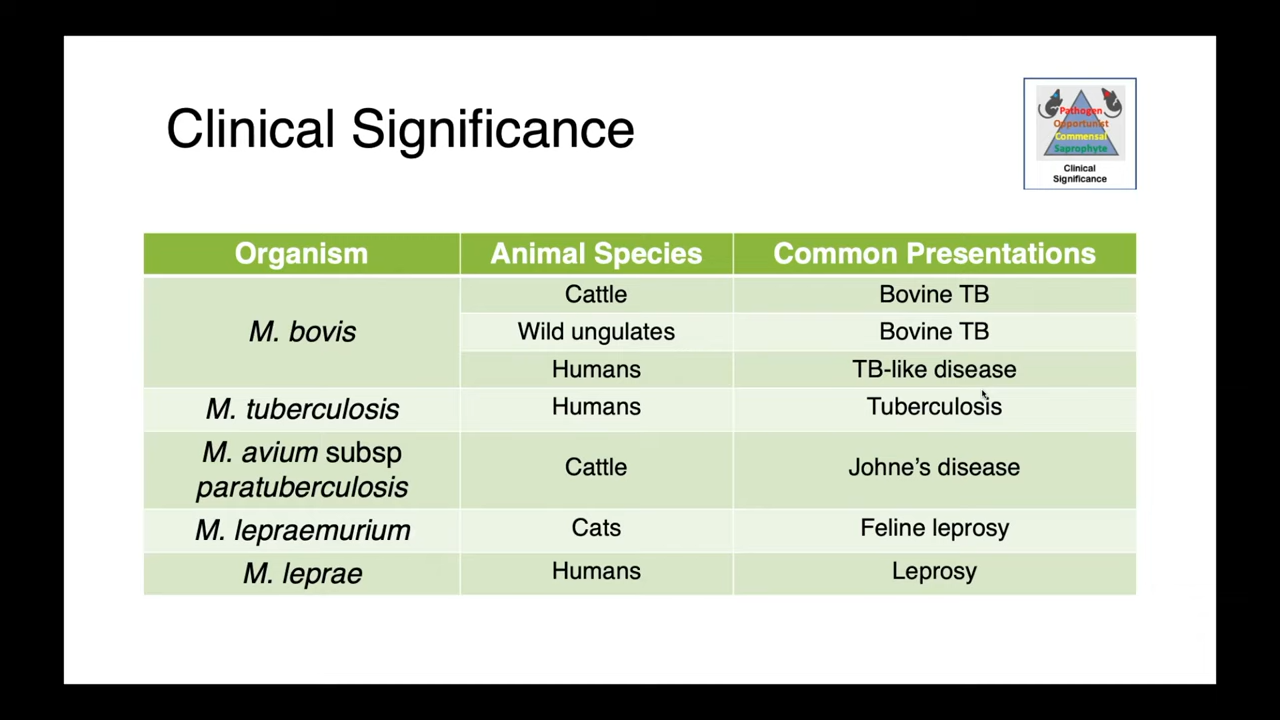 Clinical Significance
Pathogen
Opportunist
Commensal
Saprophyte
Clinical
Significance
Organism Animal Species Common Presentations
M. bovis
Cattle Bovine TB
Wild ungulates Bovine TB
Humans TB-like disease
M. tuberculosis Humans Tuberculosis
M. avium subsp
paratuberculosis
Cattle Johne’s disease
M. lepraemurium Cats Feline leprosy
M. leprae Humans Leprosy